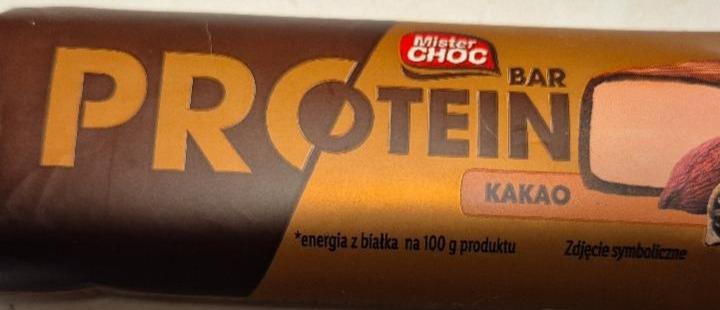 Mister
CHOC
PROTEIN
BAR
KAKAO
*energia z białka na 100 g produktu
Zdjęcie symboliczne